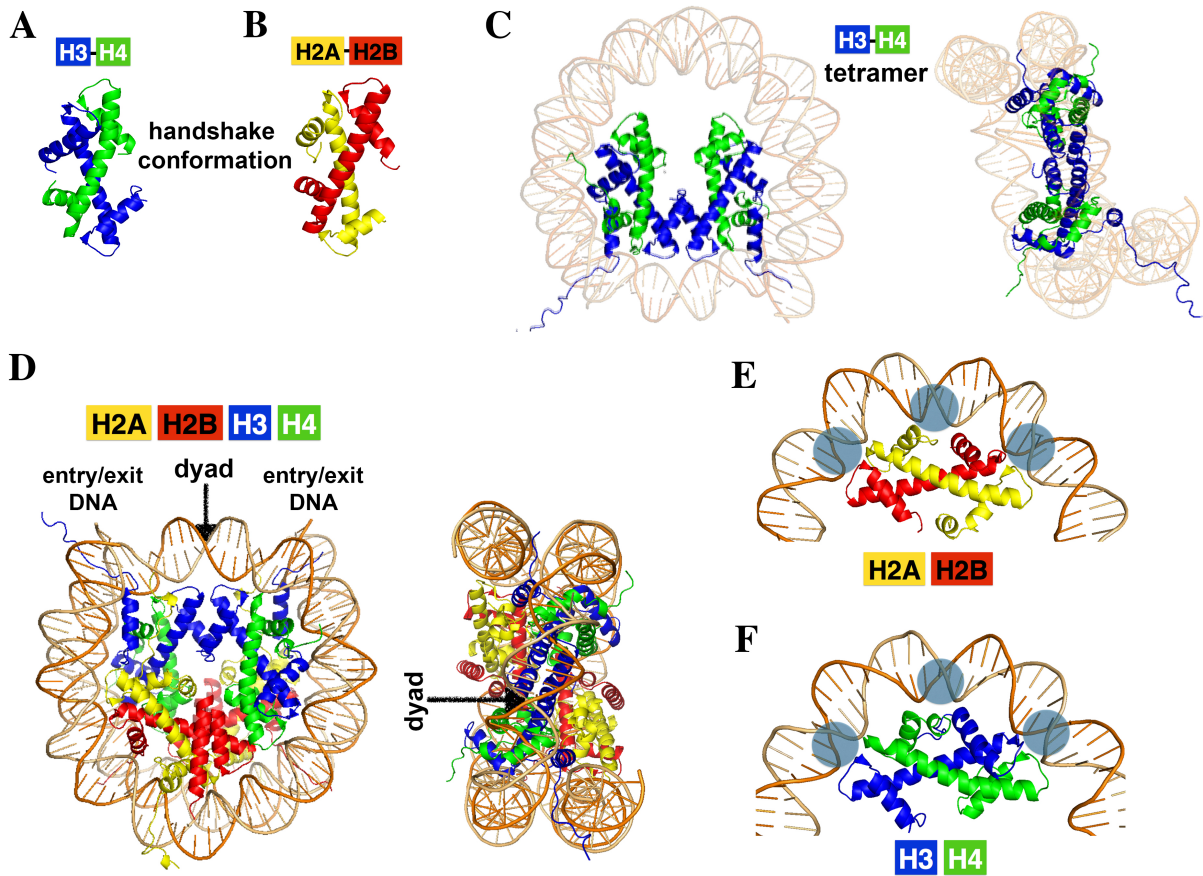 A
H3-H4
B
H2A-H2B
handshake
conformation
C
H3-H4
tetramer
D
H2A H2B H3 H4
entry/exit
DNA
dyad
entry/exit
DNA
dyad
E
H2A H2B
F
H3 H4